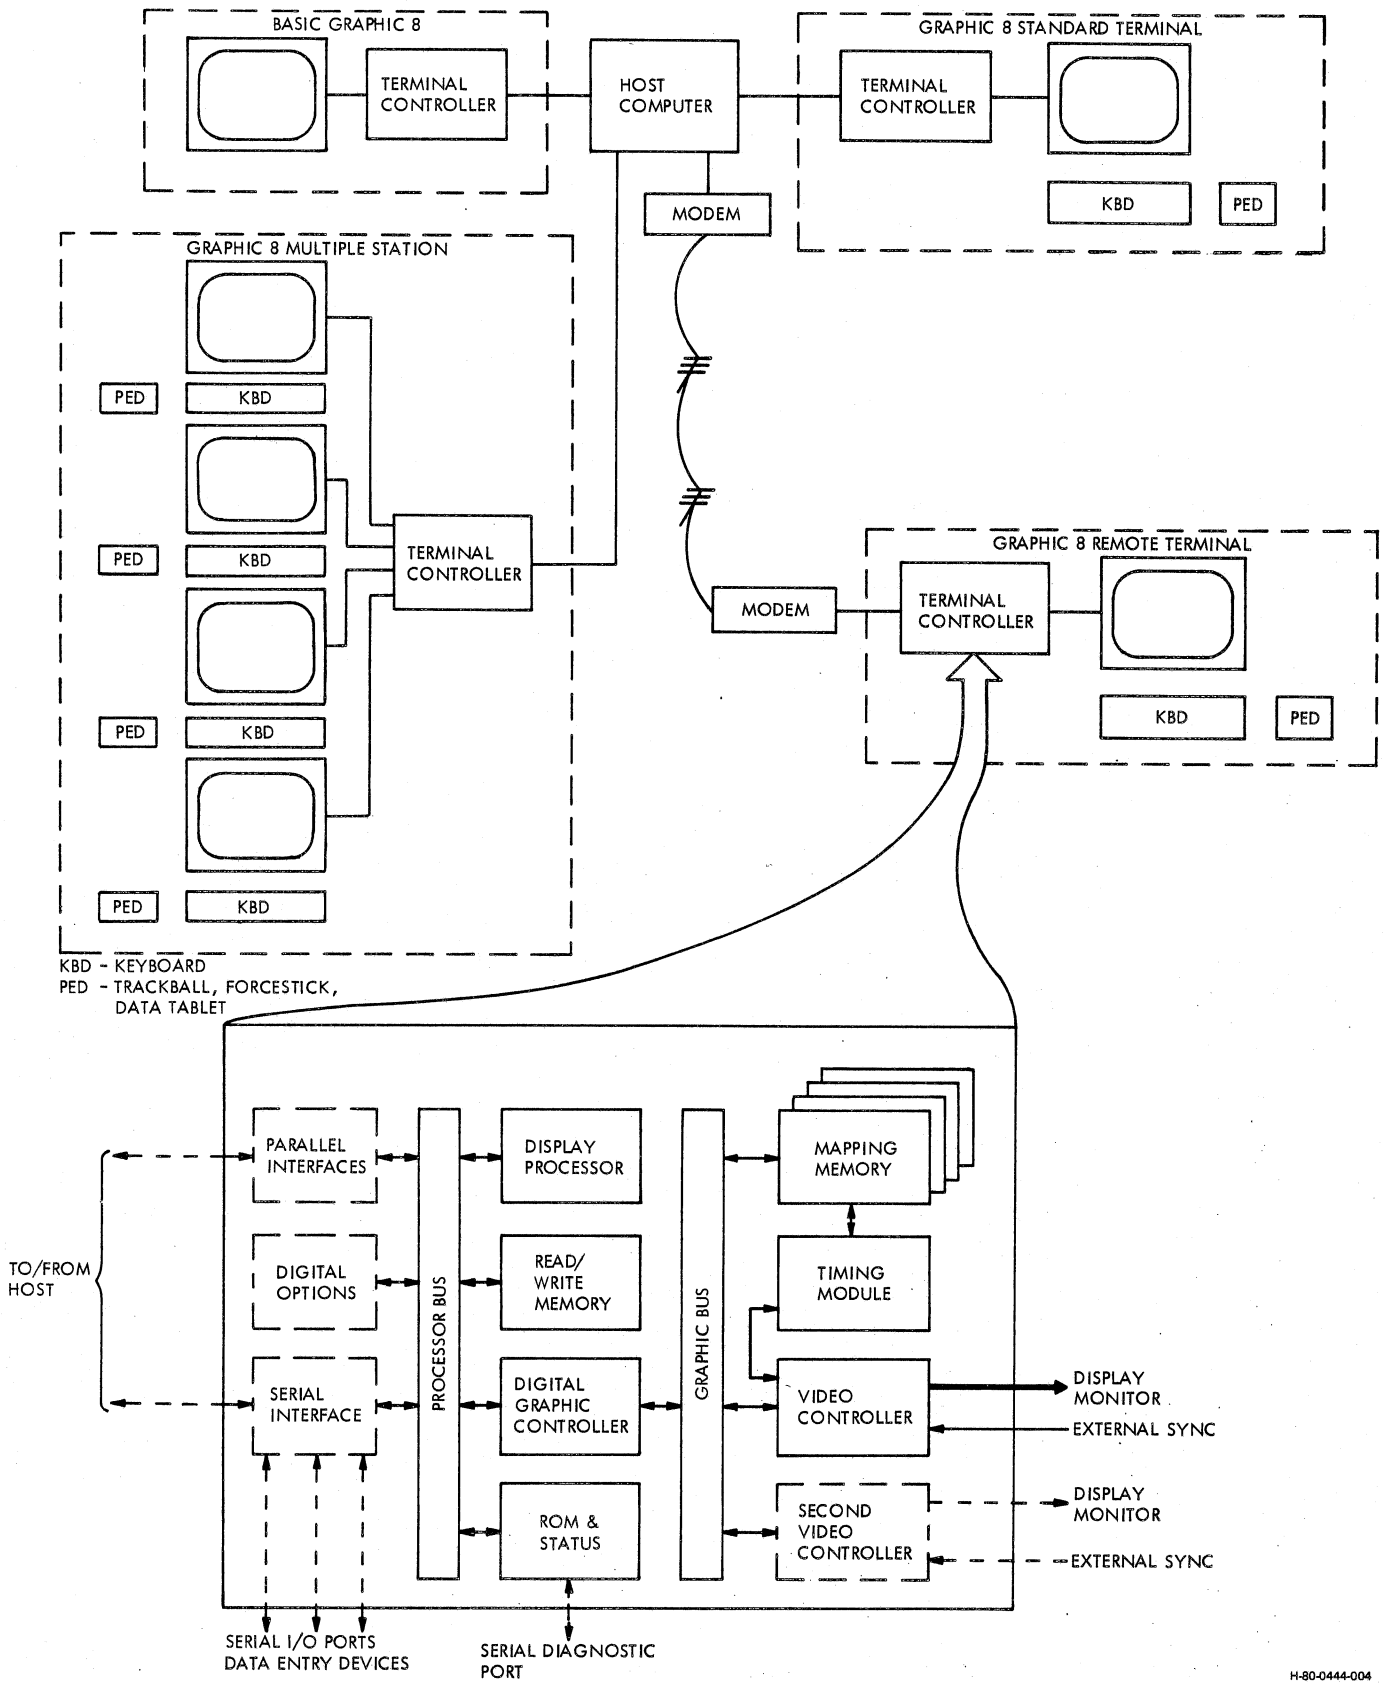 BASIC GRAPHIC 8
TERMINAL
CONTROLLER
HOST
COMPUTER
GRAPHIC 8 STANDARD TERMINAL
TERMINAL
CONTROLLER
KBD
PED
MODEM
GRAPHIC 8 MULTIPLE STATION
PED
KBD
PED
KBD
PED
KBD
PED
KBD
TERMINAL
CONTROLLER
MODEM
GRAPHIC 8 REMOTE TERMINAL
TERMINAL
CONTROLLER
KBD
PED
KBD - KEYBOARD
PED - TRACKBALL, FORCESTICK,
DATA TABLET
TO/FROM
HOST
PARALLEL
INTERFACES
DIGITAL
OPTIONS
SERIAL
INTERFACE
PROCESSOR BUS
DISPLAY
PROCESSOR
READ/
WRITE
MEMORY
DIGITAL
GRAPHIC
CONTROLLER
ROM &
STATUS
GRAPHIC BUS
MAPPING
MEMORY
TIMING
MODULE
VIDEO
CONTROLLER
SECOND
VIDEO
CONTROLLER
DISPLAY
MONITOR
EXTERNAL SYNC
DISPLAY
MONITOR
EXTERNAL SYNC
SERIAL I/O PORTS
DATA ENTRY DEVICES
SERIAL DIAGNOSTIC
PORT
H-80-0444-004